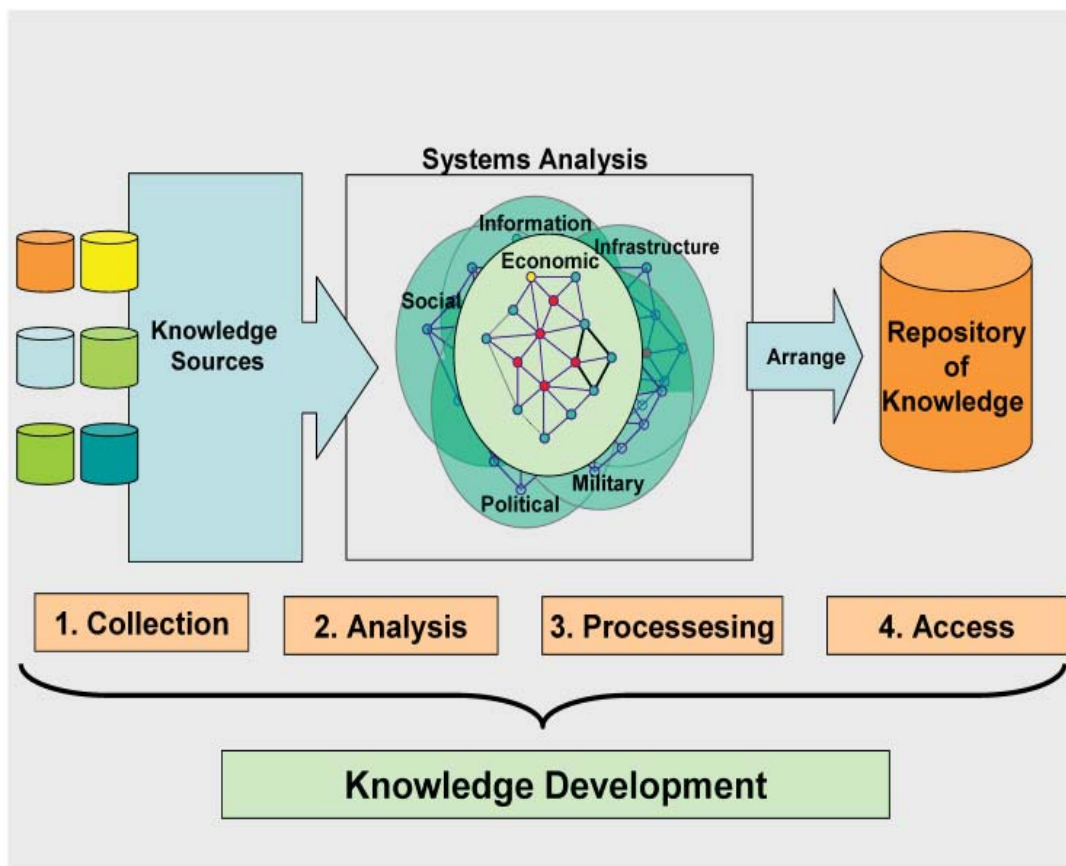 Systems Analysis
Information
Infrastructure
Economic
Social
Knowledge
Sources
Arrange
Repository
of
Knowledge
Military
Political
1. Collection
2. Analysis
3. Processesing
4. Access
Knowledge Development